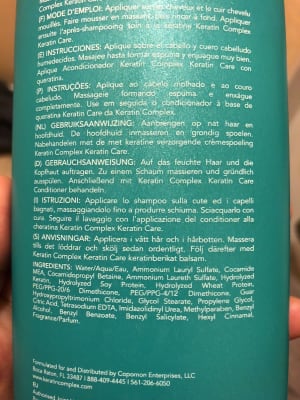 (F) MODE D'EMPLOI: Appliquer sur les cheveux et le cuir chevelu
mouillés. Faire mousser en massant, puis rincer à fond. Appliquer
ensuite l'après-shampooing soin à la kératine Keratin Complex
Keratin Care.
(E) INSTRUCCIONES: Aplique sobre el cabello y cuero cabelludo
humedecidos. Masajee hasta formar espuma y enjuague muy bien.
Aplique Acondicionador Keratin Complex Keratin Care con
queratina.
(P) INSTRUÇÕES: Aplique ao cabelo molhado e ao couro
cabeludo. Massageie formando espuma e enxágue
completamente. Use em seguida o condicionador à base de
queratina Keratin Care da Keratin Complex.
(NL) GEBRUIKSAANWIJZING: Aanbrengen op nat haar en
hoofdhuid. De hoofdhuid inmasseren en grondig spoelen.
Nabehandelen met de met keratine verzorgende crèmespoeling
Keratin Complex Keratin Care.
(D) GEBRAUCHSANWEISUNG: Auf das feuchte Haar und die
Kopfhaut auftragen. Zu einem Schaum massieren und gründlich
ausspülen. Anschließend mit Keratin Complex Keratin Care
Conditioner behandeln.
(I) ISTRUZIONI: Applicare lo shampoo sulla cute ed i capelli
bagnati, massaggiandolo fino a produrre schiuma. Sciacquarlo con
cura. Seguire il lavaggio con l'applicazione del conditioner alla
cheratina Keratin Complex Keratin Care.
(S) ANVISNINGAR: Applicera i vått hår och i hårbotten. Massera
tills det löddrar och skölj sedan ordentligt. Följ därefter med
Keratin Complex Keratin Care keratinberikat balsam.
INGREDIENTS: Water/Aqua/Eau, Ammonium Lauryl Sulfate, Cocamide
MEA, Cocamidopropyl Betaine, Ammonium Laureth Sulfate, Hydrolyzed
Keratin, Hydrolyzed Soy Protein, Hydrolyzed Wheat Protein,
PEG/PPG-20/6 Dimethicone, PEG/PPG-4/12 Dimethicone, Guar
Hydroxypropyltrimonium Chloride, Glycol Stearate, Propylene Glycol,
Citric Acid, Tetrasodium EDTA, Imidazolidinyl Urea, Methylparaben, Benzyl
Alcohol, Benzyl Benzoate, Benzyl Salicylate, Hexyl Cinnamal,
Fragrance/Parfum.
Formulated for and Distributed by Copomon Enterprises, LLC
Boca Raton, FL 33487 | 888-409-4445 | 561-206-6050
www.keratincomplex.com
EU
Authorised